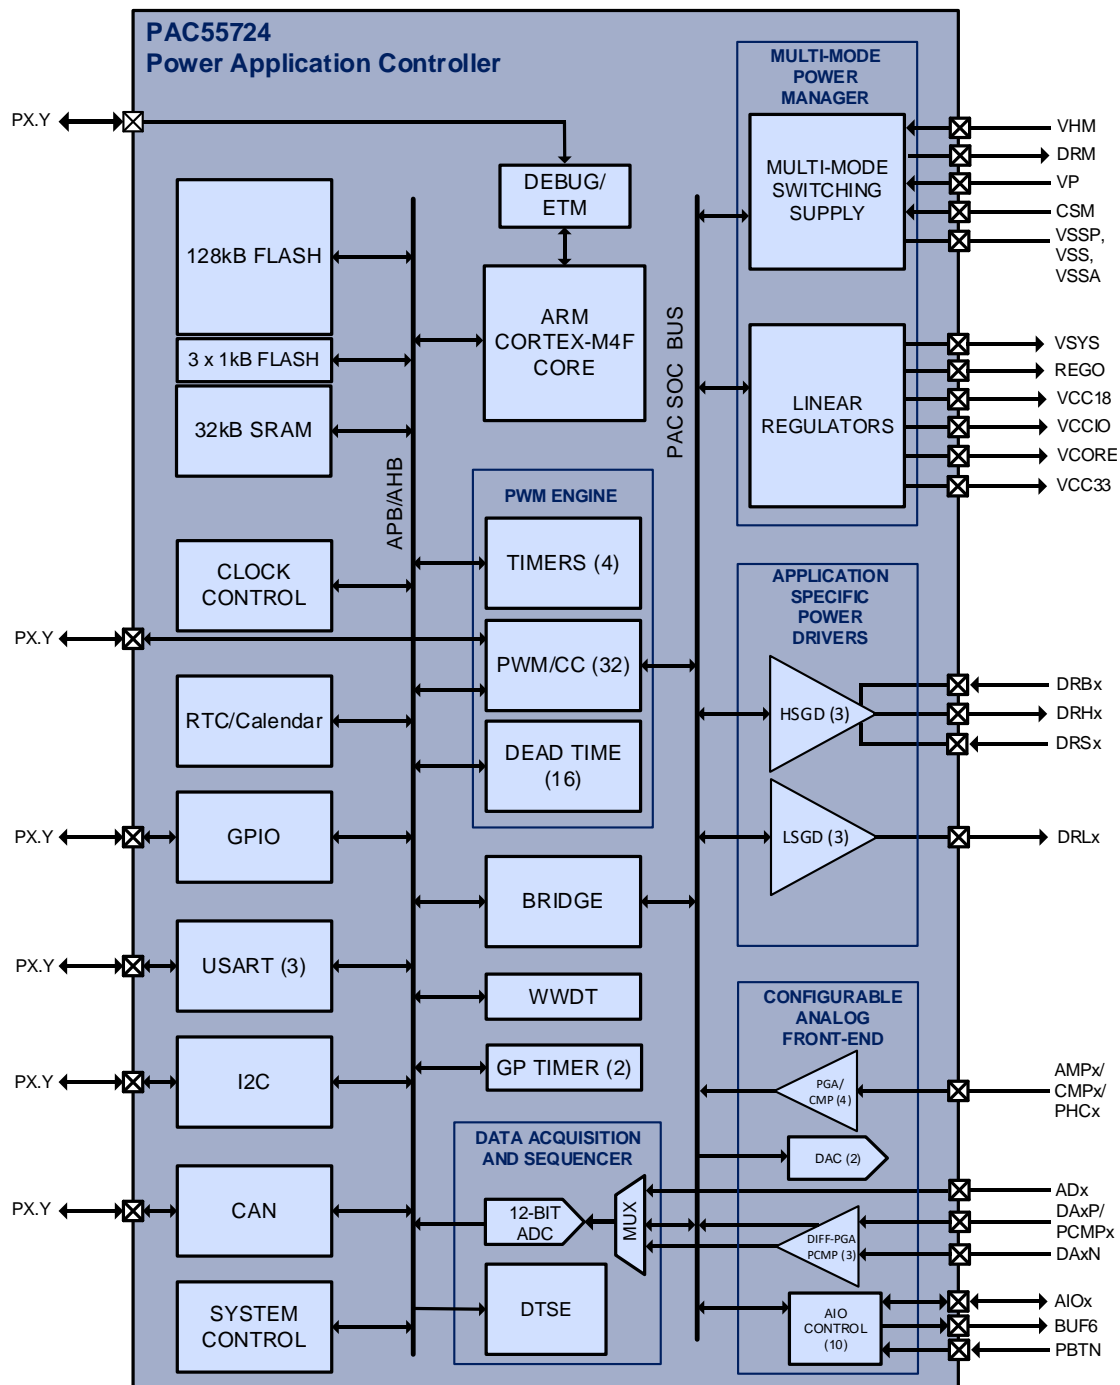 PAC55724
Power Application Controller
PX.Y
DEBUG/
ETM
128kB FLASH
3 x 1kB FLASH
32kB SRAM
ARM
CORTEX-M4F
CORE
APB/AHB
PAC SOC BUS
MULTI-MODE
POWER
MANAGER
MULTI-MODE
SWITCHING
SUPPLY
VHM
DRM
VP
CSM
VSSP,
VSS,
VSSA
LINEAR
REGULATORS
VSYS
REGO
VCC18
VCCIO
VCORE
VCC33
CLOCK
CONTROL
PWM ENGINE
TIMERS (4)
PX.Y
PWM/CC (32)
DEAD TIME
(16)
RTC/Calendar
APPLICATION
SPECIFIC
POWER
DRIVERS
HSGD (3)
DRBx
DRHx
DRSx
LSGD (3)
DRLx
PX.Y
GPIO
BRIDGE
PX.Y
USART (3)
WWDT
PX.Y
I2C
GP TIMER (2)
CONFIGURABLE
ANALOG
FRONT-END
PGA/
CMP (4)
AMPx/
CMPx/
PHCx
DAC (2)
DATA ACQUISITION
AND SEQUENCER
PX.Y
CAN
12-BIT
ADC
MUX
DIFF-PGA
PCMP (3)
ADx
DAxP/
PCMPx
DAxN
SYSTEM
CONTROL
DTSE
AIO
CONTROL
(10)
AIOx
BUF6
PBTN